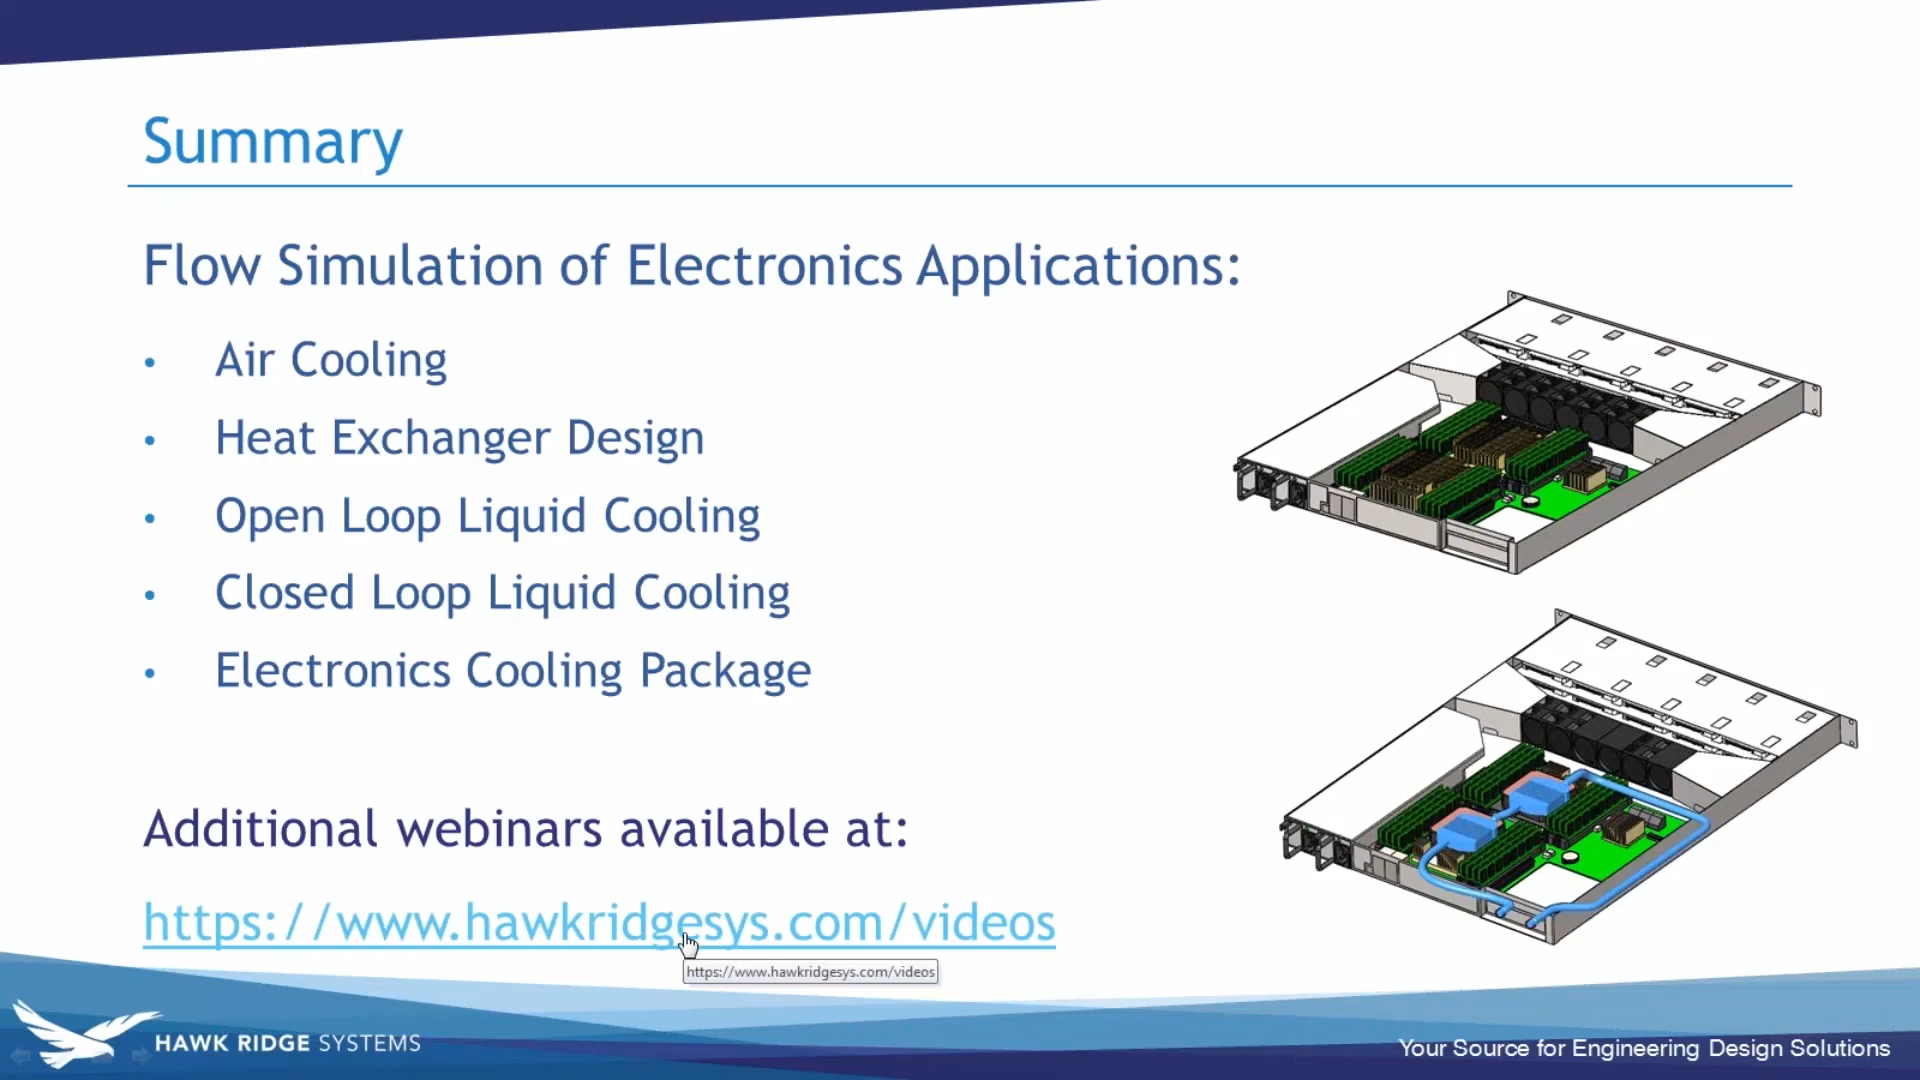 Summary
Flow Simulation of Electronics Applications:
• Air Cooling
• Heat Exchanger Design
• Open Loop Liquid Cooling
• Closed Loop Liquid Cooling
• Electronics Cooling Package
Additional webinars available at:
https://www.hawkridgesys.com/videos
https://www.hawkridgesys.com/videos
HAWK RIDGE SYSTEMS
Your Source for Engineering Design Solutions